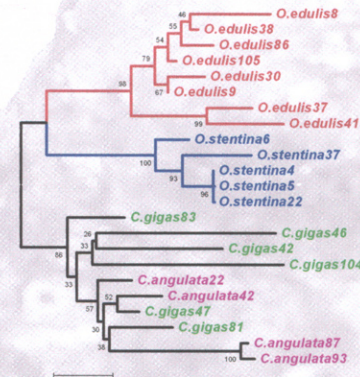 46
O.edulis8
55
O.edulis38
54
O.edulis86
79
O.edulis105
98
O.edulis30
67
O.edulis9
O.edulis37
99
O.edulis41
O.stentina6
100
O.stentina37
93
O.stentina4
O.stentina5
96
O.stentina22
C.gigas83
26
C.gigas46
33
C.gigas42
86
C.gigas104
33
C.angulata22
57
52
C.angulata42
C.gigas47
30
C.gigas81
38
C.angulata87
100
C.angulata93